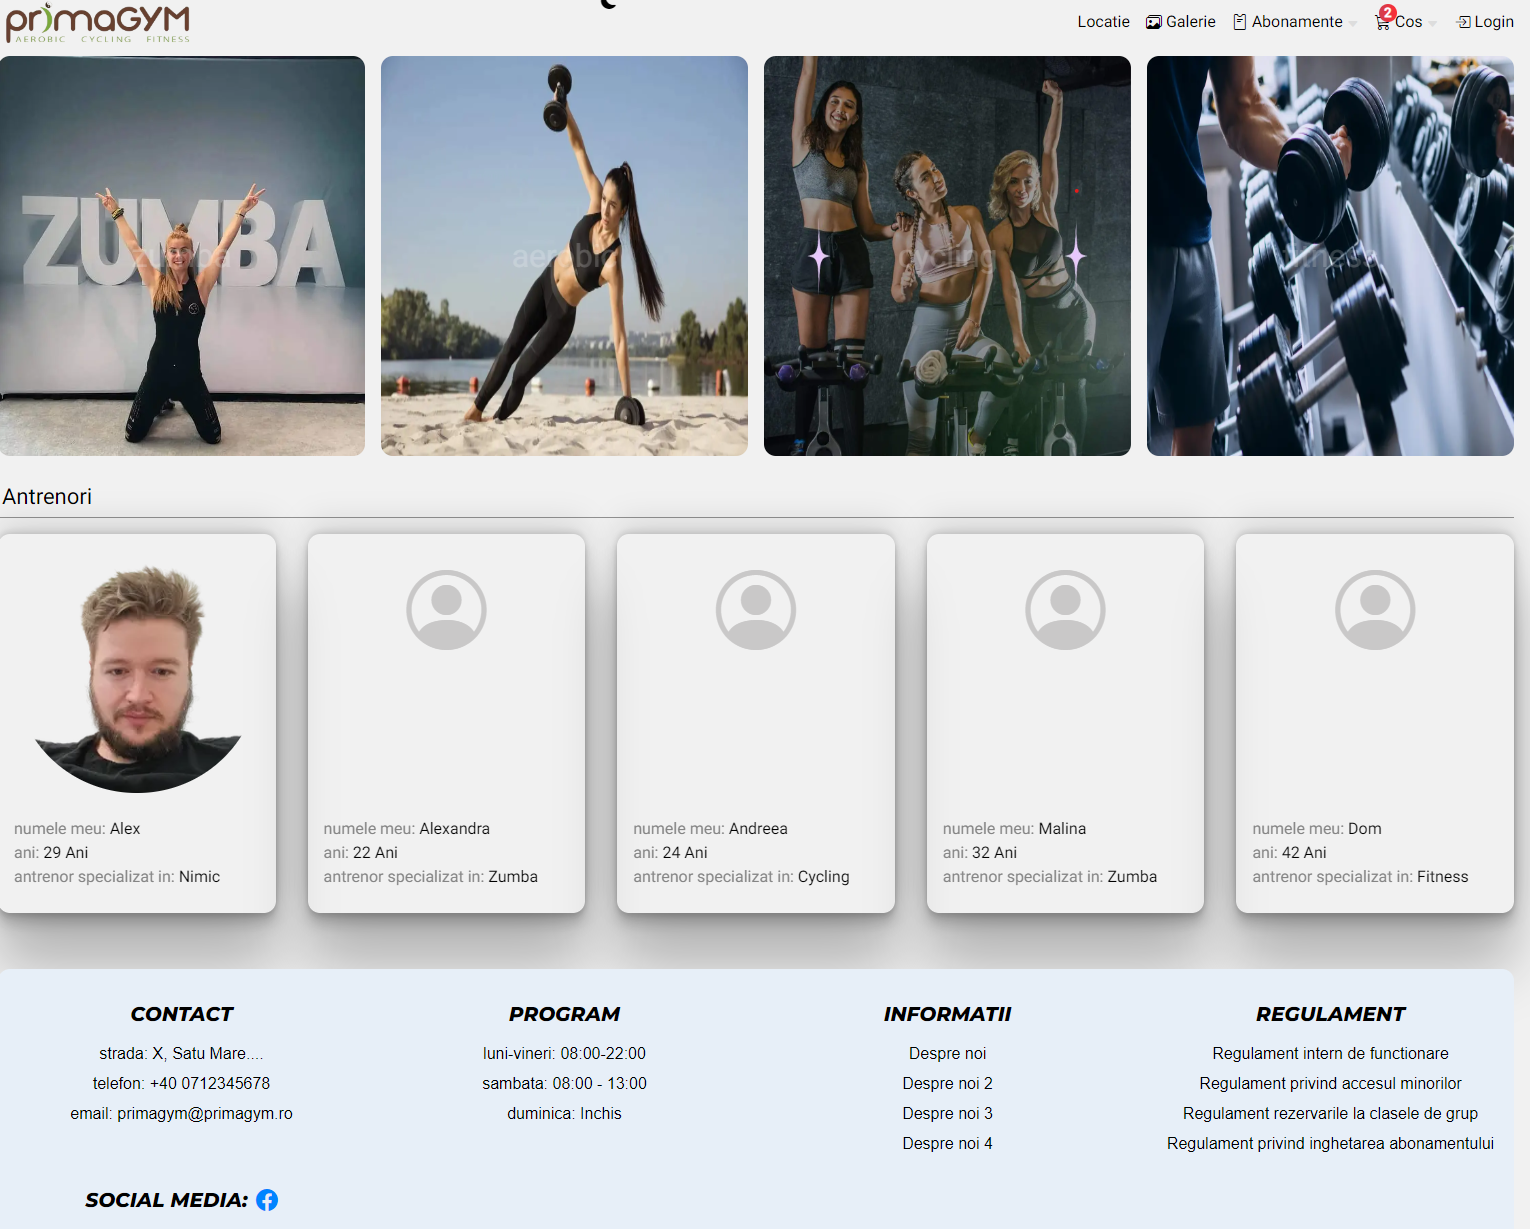 primaGYM
AEROBIC CYCLING FITNESS
Locatie Galerie Abonamente 2 Cos Login
ZUMBA
zumba
aerobic
cycling
fitness
Antrenori
numele meu: Alex
ani: 29 Ani
antrenor specializat in: Nimic
numele meu: Alexandra
ani: 22 Ani
antrenor specializat in: Zumba
numele meu: Andreea
ani: 24 Ani
antrenor specializat in: Cycling
numele meu: Malina
ani: 32 Ani
antrenor specializat in: Zumba
numele meu: Dom
ani: 42 Ani
antrenor specializat in: Fitness
CONTACT
strada: X, Satu Mare....
telefon: +40 0712345678
email: primagym@primagym.ro
PROGRAM
luni-vineri: 08:00-22:00
sambata: 08:00 - 13:00
duminica: Inchis
INFORMATII
Despre noi
Despre noi 2
Despre noi 3
Despre noi 4
REGULAMENT
Regulament intern de functionare
Regulament privind accesul minorilor
Regulament rezervarile la clasele de grup
Regulament privind inghetarea abonamentului
SOCIAL MEDIA: